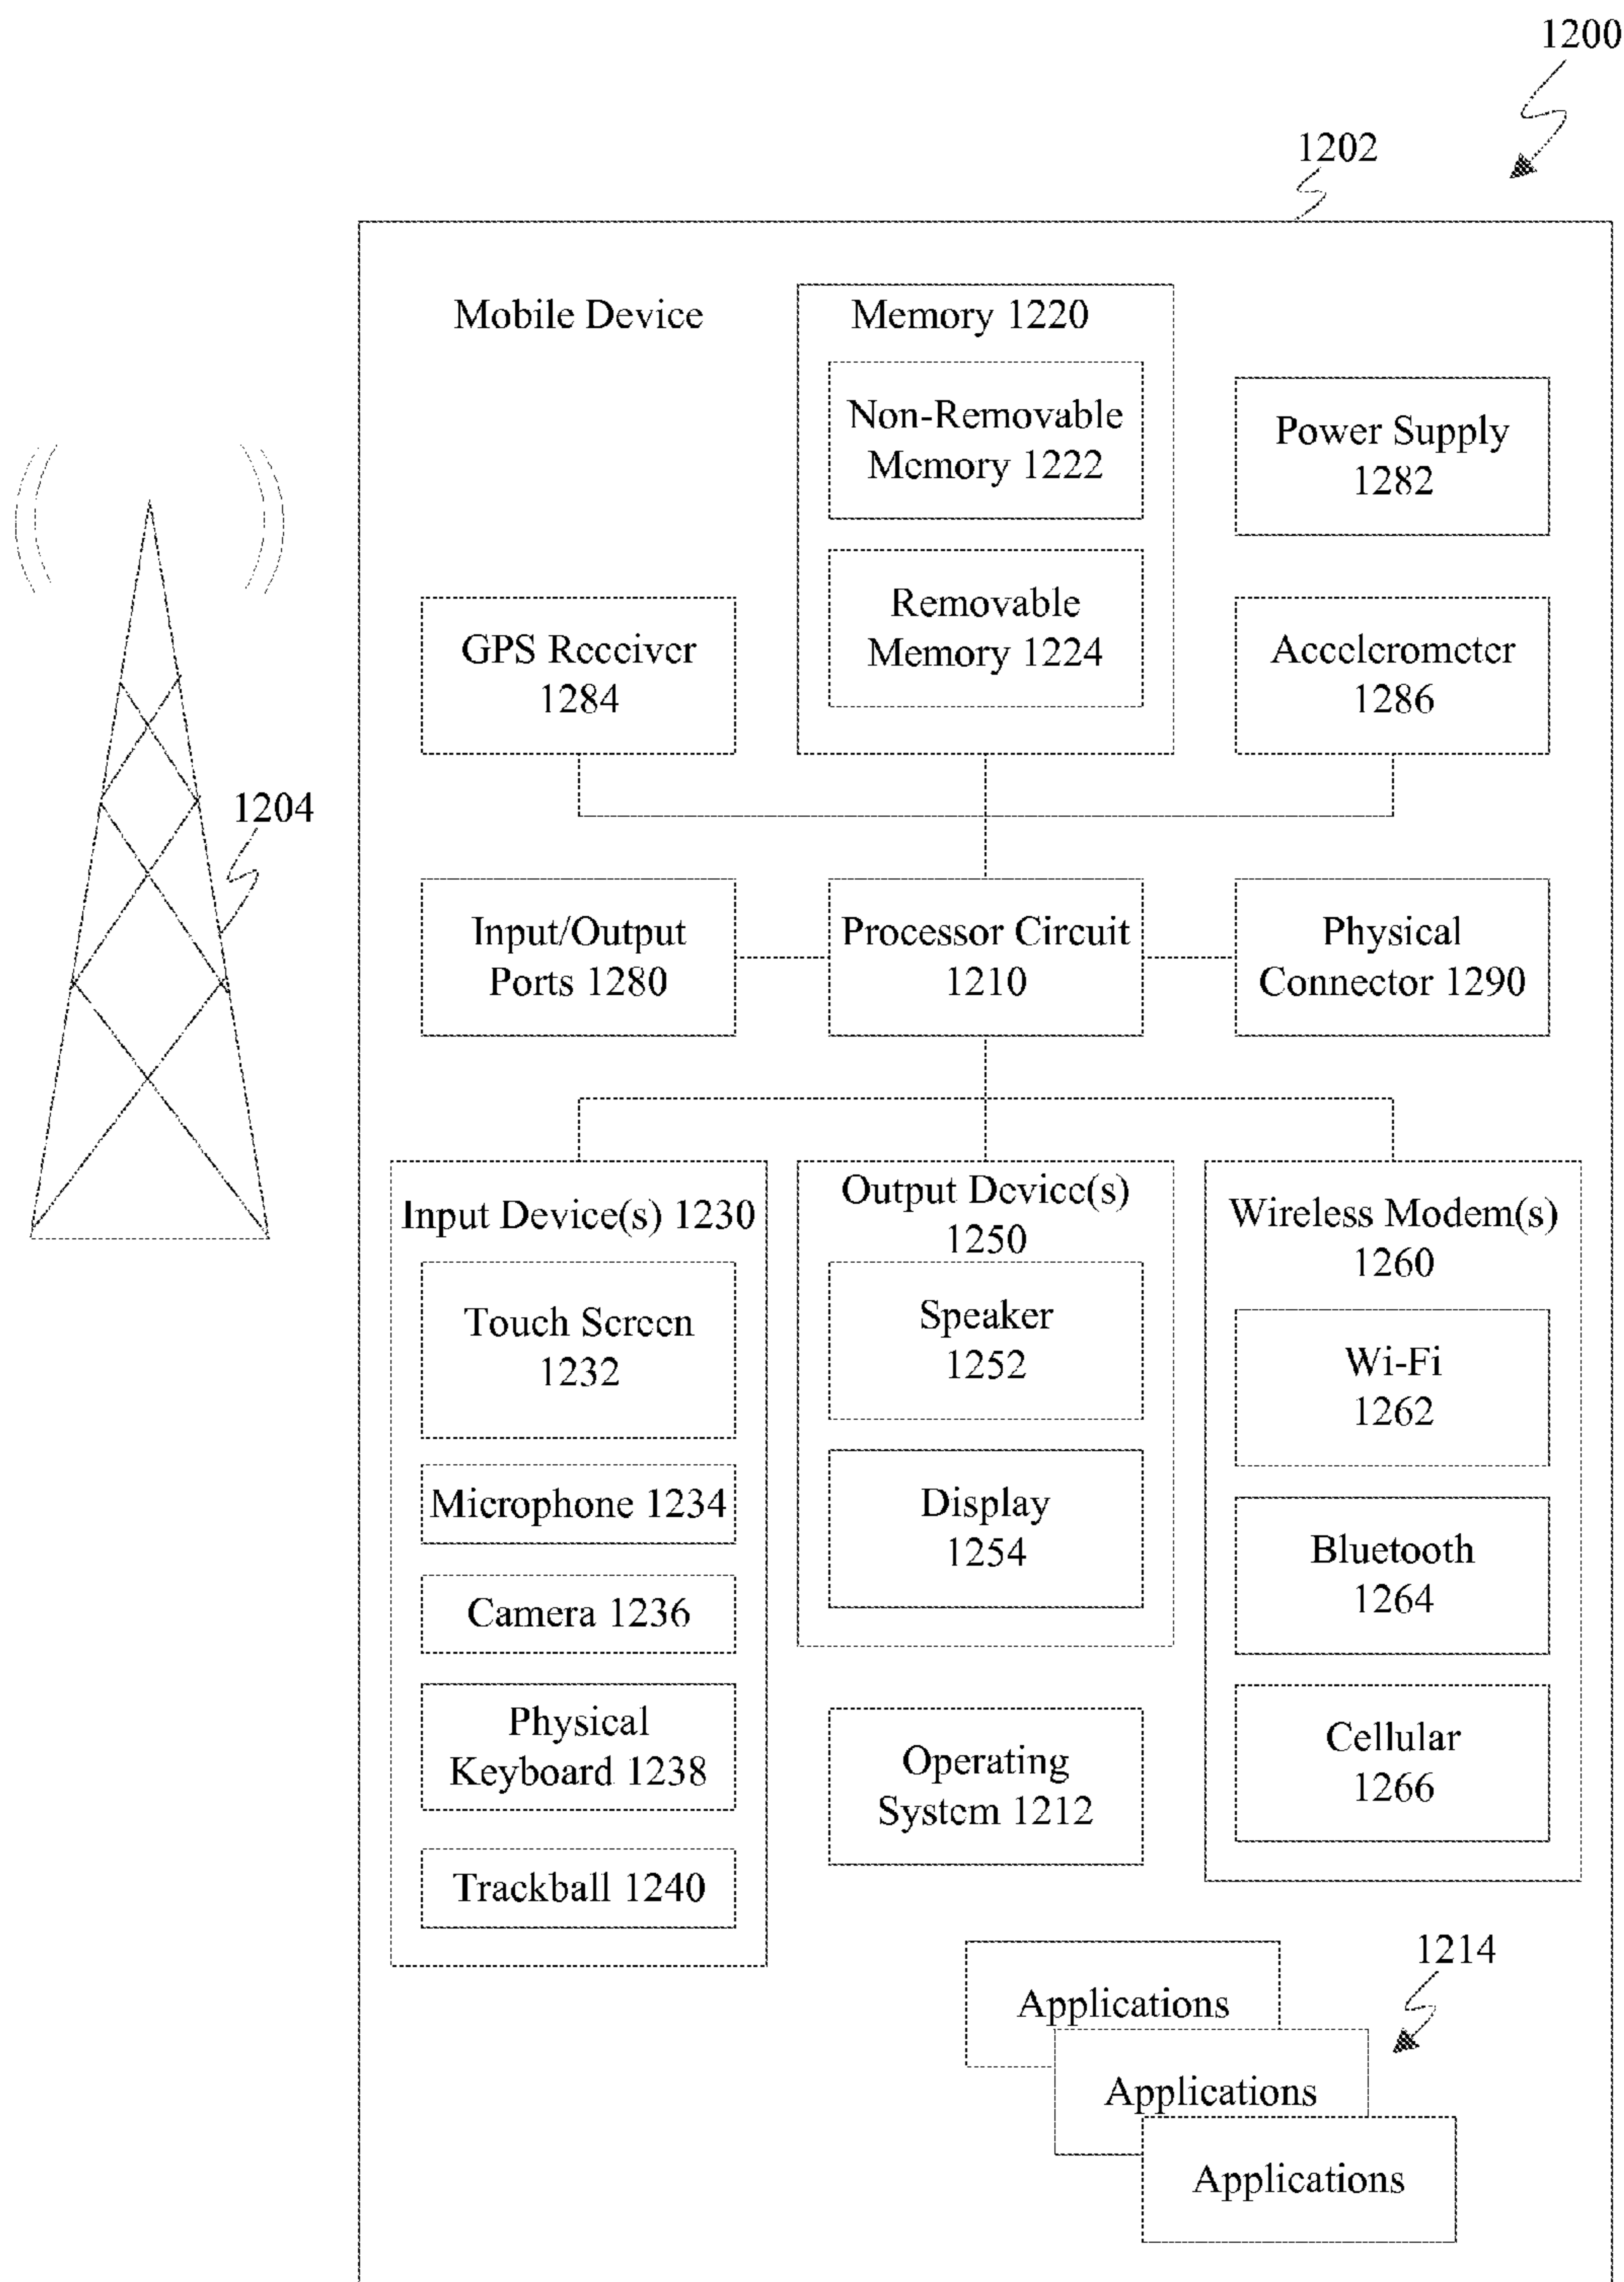 1200
1202
Mobile Device
Memory 1220
Non-Removable
Memory 1222
Power Supply
1282
Removable
Memory 1224
GPS Receiver
1284
Accelerometer
1286
1204
Input/Output
Ports 1280
Processor Circuit
1210
Physical
Connector 1290
Input Device(s) 1230
Touch Screen
1232
Microphone 1234
Camera 1236
Physical
Keyboard 1238
Trackball 1240
Output Device(s)
1250
Speaker
1252
Display
1254
Operating
System 1212
Wireless Modem(s)
1260
Wi-Fi
1262
Bluetooth
1264
Cellular
1266
1214
Applications
Applications
Applications